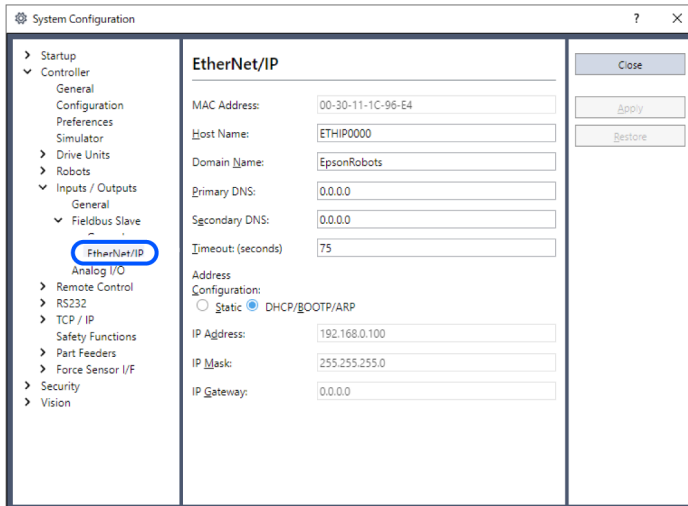 System Configuration
? X
Startup
Controller
General
Configuration
Preferences
Simulator
Drive Units
Robots
Inputs / Outputs
General
Fieldbus Slave
EtherNet/IP
Analog I/O
Remote Control
RS232
TCP / IP
Safety Functions
Part Feeders
Force Sensor I/F
Security
Vision
EtherNet/IP
MAC Address: 00-30-11-1C-96-E4
Host Name: ETHIP0000
Domain Name: EpsonRobots
Primary DNS: 0.0.0.0
Secondary DNS: 0.0.0.0
Timeout: (seconds) 75
Address
Configuration:
Static DHCP/BOOTP/ARP
IP Address: 192.168.0.100
IP Mask: 255.255.255.0
IP Gateway: 0.0.0.0
Close
Apply
Restore